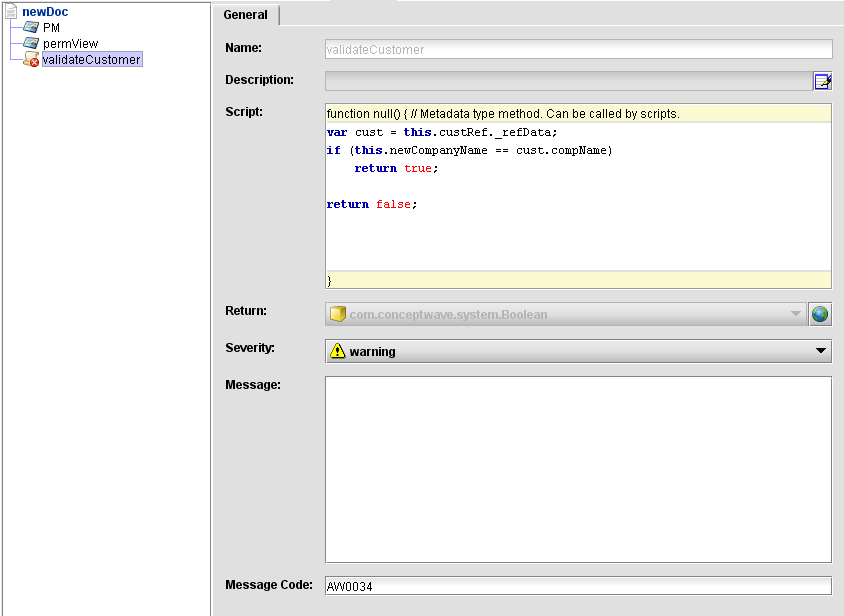 newDoc
PM
permView
validateCustomer
General
Name:
validateCustomer
Description:
Script:
function null() { // Metadata type method. Can be called by scripts.
var cust = this.custRef._refData;
if (this.newCompanyName == cust.compName)
return true;
return false;
}
Return:
com.conceptwave.system.Boolean
Severity:
warning
Message:
Message Code:
AW0034